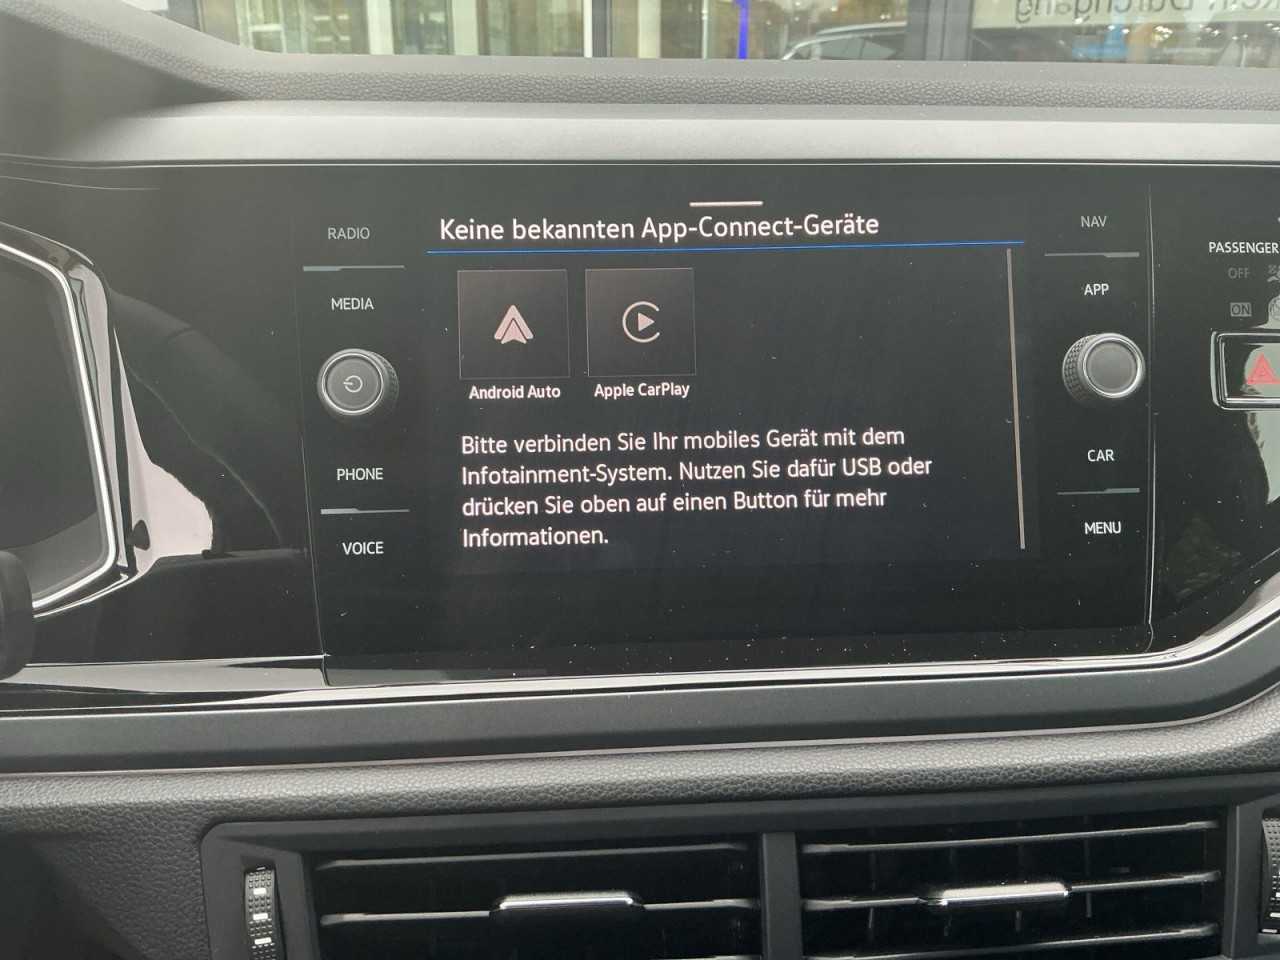 Durchgang
RADIO
MEDIA
PHONE
VOICE
Keine bekannten App-Connect-Geräte
Android Auto
Apple CarPlay
Bitte verbinden Sie Ihr mobiles Gerät mit dem
Infotainment-System. Nutzen Sie dafür USB oder
drücken Sie oben auf einen Button für mehr
Informationen.
NAV
APP
CAR
MENU
PASSENGER
OFF
ON